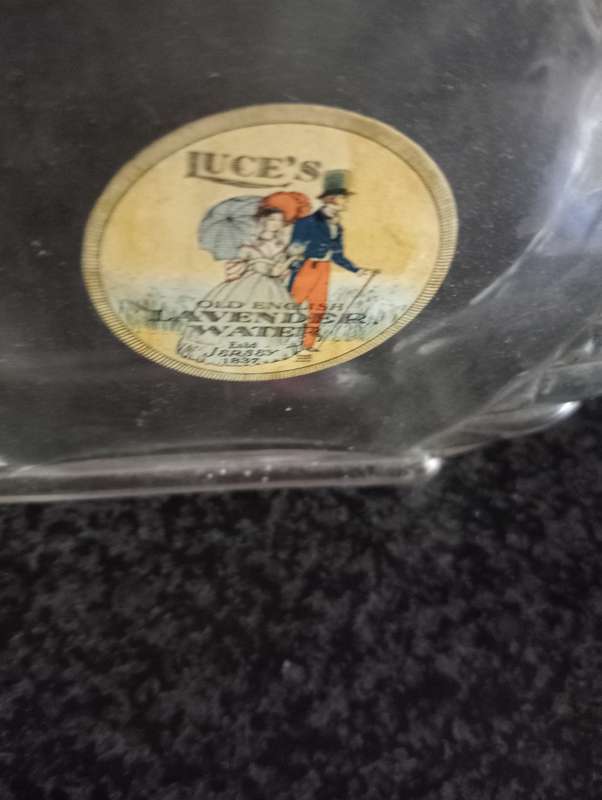 LUCE'S
OLD ENGLISH
LAVENDER
WATER
Estd
JERSEY
1837